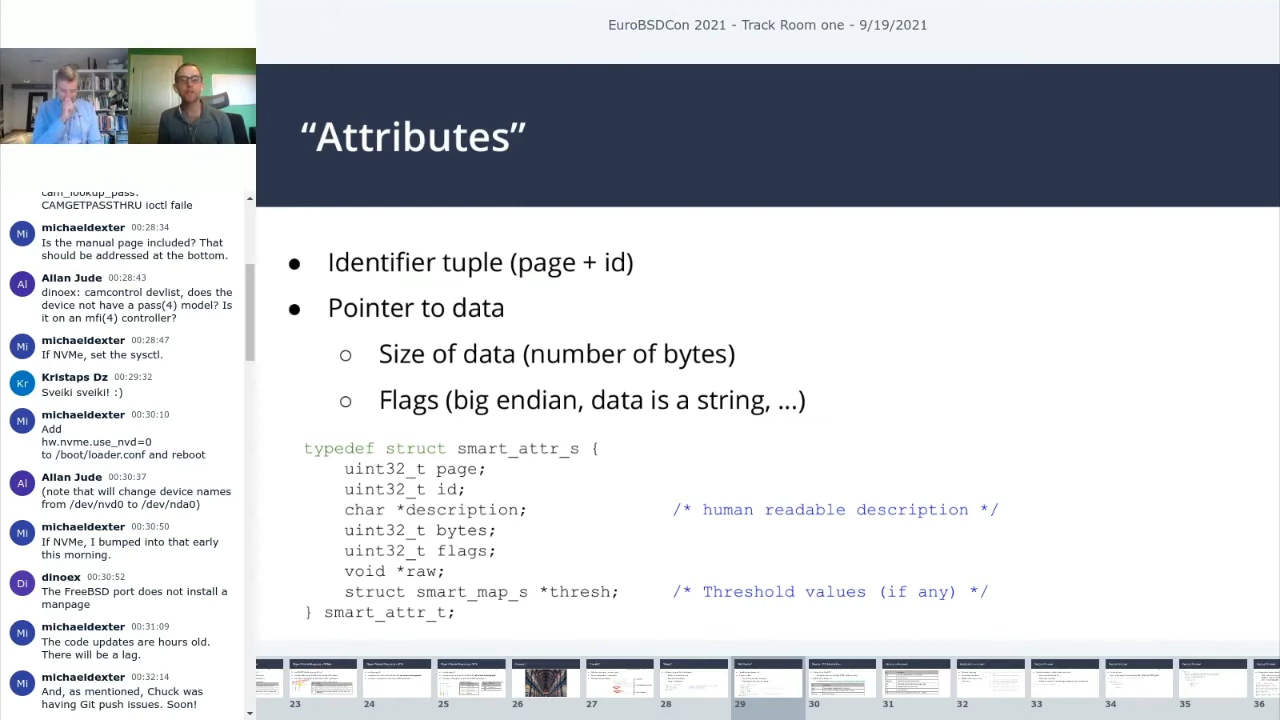 EuroBSDCon 2021 - Track Room one - 9/19/2021
cam_lookup_pass:
CAMGETPASSTHRU ioctl faile
Mi michaeldexter 00:28:34
Is the manual page included? That
should be addressed at the bottom.
Al Allan Jude 00:28:43
dinoex: camcontrol devlist, does the
device not have a pass(4) model? Is
it on an mfi(4) controller?
Mi michaeldexter 00:28:47
If NVMe, set the sysctl.
Kr Kristaps Dz 00:29:32
Sveiki sveiki! :)
Mi michaeldexter 00:30:10
Add
hw.nvme.use_nvd=0
to /boot/loader.conf and reboot
Al Allan Jude 00:30:37
(note that will change device names
from /dev/nvd0 to /dev/nda0)
Mi michaeldexter 00:30:50
If NVMe, I bumped into that early
this morning.
Di dinoex 00:30:52
The FreeBSD port does not install a
manpage
Mi michaeldexter 00:31:09
The code updates are hours old.
There will be a lag.
Mi michaeldexter 00:32:14
And, as mentioned, Chuck was
having Git push issues. Soon!
“Attributes”
● Identifier tuple (page + id)
● Pointer to data
○ Size of data (number of bytes)
○ Flags (big endian, data is a string, ...)
typedef struct smart_attr_s {
uint32_t page;
uint32_t id;
char *description; /* human readable description */
uint32_t bytes;
uint32_t flags;
void *raw;
struct smart_map_s *thresh; /* Threshold values (if any) */
} smart_attr_t;
23 24 25 26 27 28 29 30 31 32 33 34 35 36